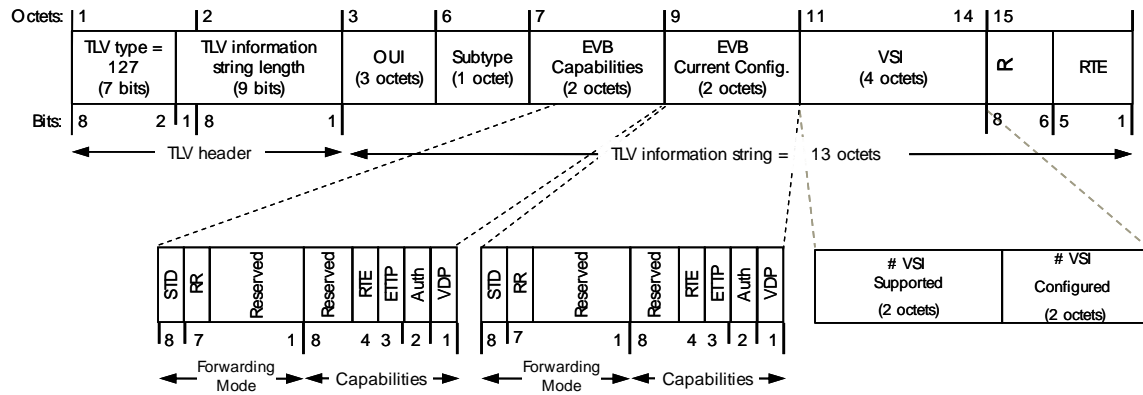 Octets: 1 2 3 6 7 9 11 14 15
TLV type =
127
(7 bits)
TLV information
string length
(9 bits)
OUI
(3 octets)
Subtype
(1 octet)
EVB
Capabilities
(2 octets)
EVB
Current Config.
(2 octets)
VSI
(4 octets)
R
RTE
Bits: 8 2 1 8 1 8 6 5 1
TLV header
TLV information string = 13 octets
STD
RR
Reserved
Reserved
RTE
ETTP
Auth
VDP
STD
RR
Reserved
Reserved
RTE
ETTP
Auth
VDP
# VSI
Supported
(2 octets)
# VSI
Configured
(2 octets)
8 7 1 8 4 3 2 1 8 7 1 8 4 3 2 1
Forwarding
Mode
Capabilities
Forwarding
Mode
Capabilities